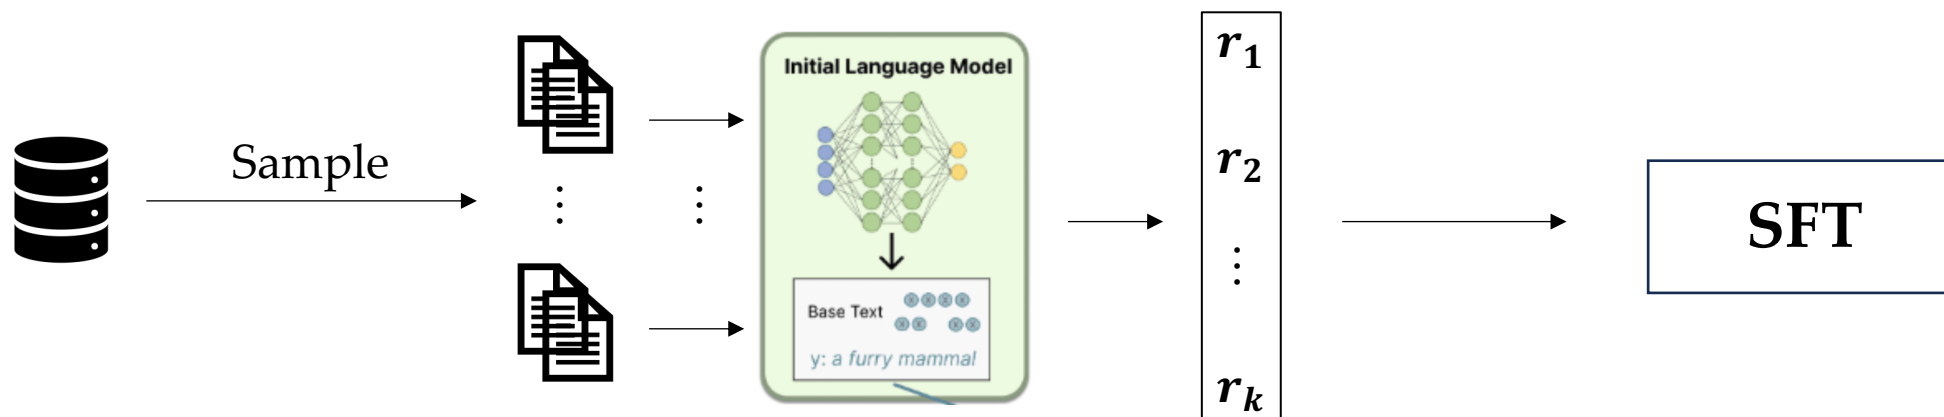 Sample
Initial Language Model
Base Text
y: a furry mammal
r1
r2
⋮
rk
SFT